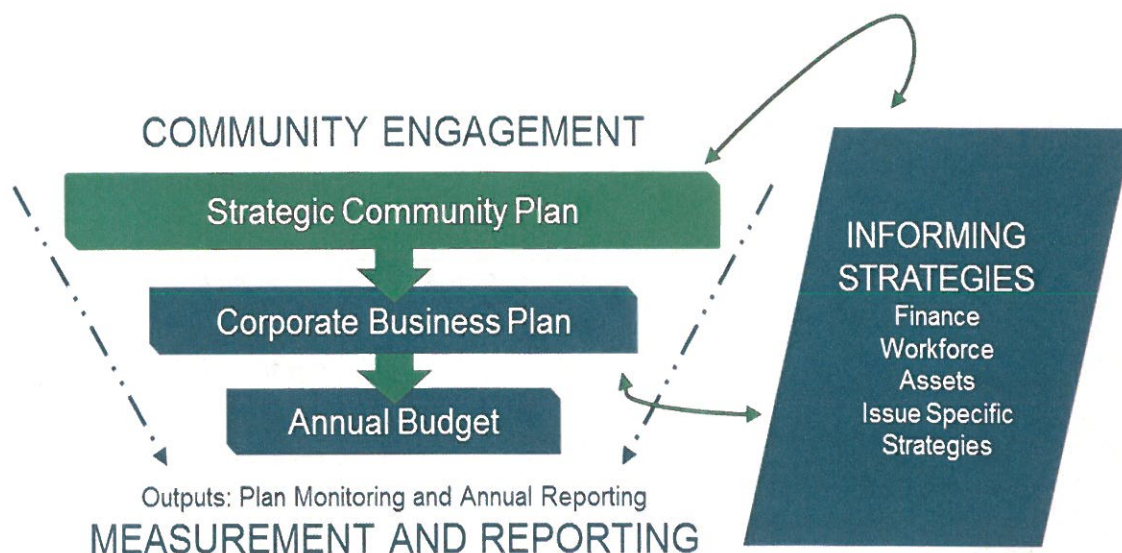 COMMUNITY ENGAGEMENT
Strategic Community Plan
Corporate Business Plan
Annual Budget
Outputs: Plan Monitoring and Annual Reporting
MEASUREMENT AND REPORTING
INFORMING
STRATEGIES
Finance
Workforce
Assets
Issue Specific
Strategies